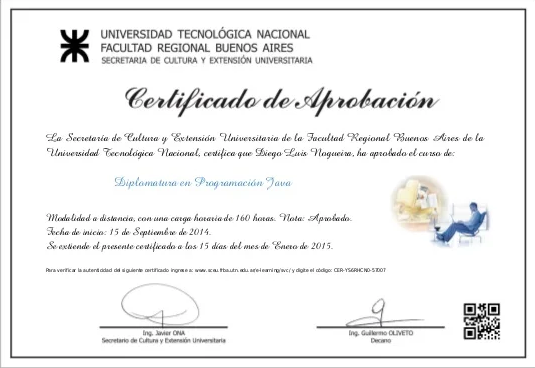 UNIVERSIDAD TECNOLÓGICA NACIONAL
FACULTAD REGIONAL BUENOS AIRES
SECRETARIA DE CULTURA Y EXTENSIÓN UNIVERSITARIA
Certificado de Aprobación
La Secretaría de Cultura y Extensión Universitaria de la Facultad Regional Buenos Aires de la
Universidad Tecnológica Nacional, certifica que Diego Luis Nogueira, ha aprobado el curso de:
Diplomatura en Programación Java
Modalidad a distancia, con una carga horaria de 160 horas. Nota: Aprobado.
Fecha de inicio: 15 de Septiembre de 2014.
Se extiende el presente certificado a los 15 días del mes de Enero de 2015.
Para verificar la autenticidad del siguiente certificado ingrese a: www.sceu.frba.utn.edu.ar/e-learning/avc/ y digite el código: CER-YS6RHCND-57007
Ing. Javier ONA
Secretario de Cultura y Extensión Universitaria
Ing. Guillermo OLIVETO
Decano